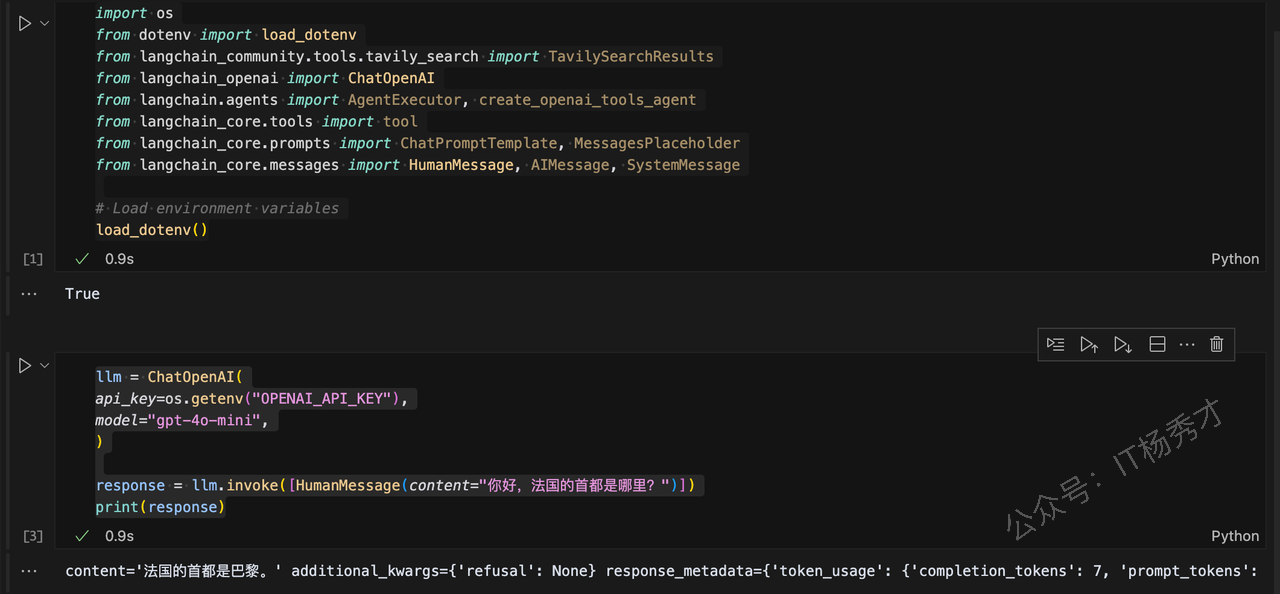 import os
from dotenv import load_dotenv
from langchain_community.tools.tavily_search import TavilySearchResults
from langchain_openai import ChatOpenAI
from langchain.agents import AgentExecutor, create_openai_tools_agent
from langchain_core.tools import tool
from langchain_core.prompts import ChatPromptTemplate, MessagesPlaceholder
from langchain_core.messages import HumanMessage, AIMessage, SystemMessage
# Load environment variables
load_dotenv()
[1] 0.9s Python
True
llm = ChatOpenAI(
api_key=os.getenv("OPENAI_API_KEY"),
model="gpt-4o-mini",
)
response = llm.invoke([HumanMessage(content="你好，法国的首都是哪里？")])
print(response)
[3] 0.9s Python
content='法国的首都是巴黎。' additional_kwargs={'refusal': None} response_metadata={'token_usage': {'completion_tokens': 7, 'prompt_tokens':
公众号：IT杨秀才